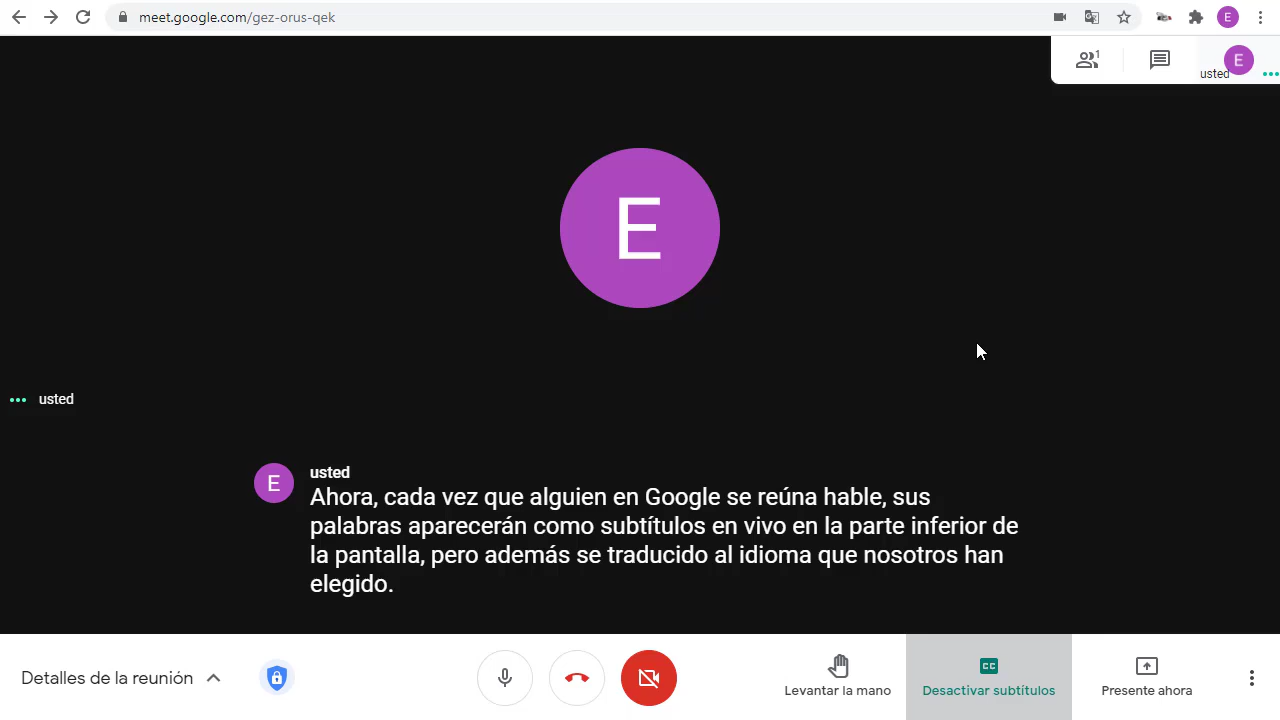 meet.google.com/gez-orus-qek
E
1
E
usted
E
usted
E
usted
Ahora, cada vez que alguien en Google se reúna hable, sus
palabras aparecerán como subtítulos en vivo en la parte inferior de
la pantalla, pero además se traducido al idioma que nosotros han
elegido.
Detalles de la reunión
Levantar la mano
CC
Desactivar subtítulos
Presente ahora